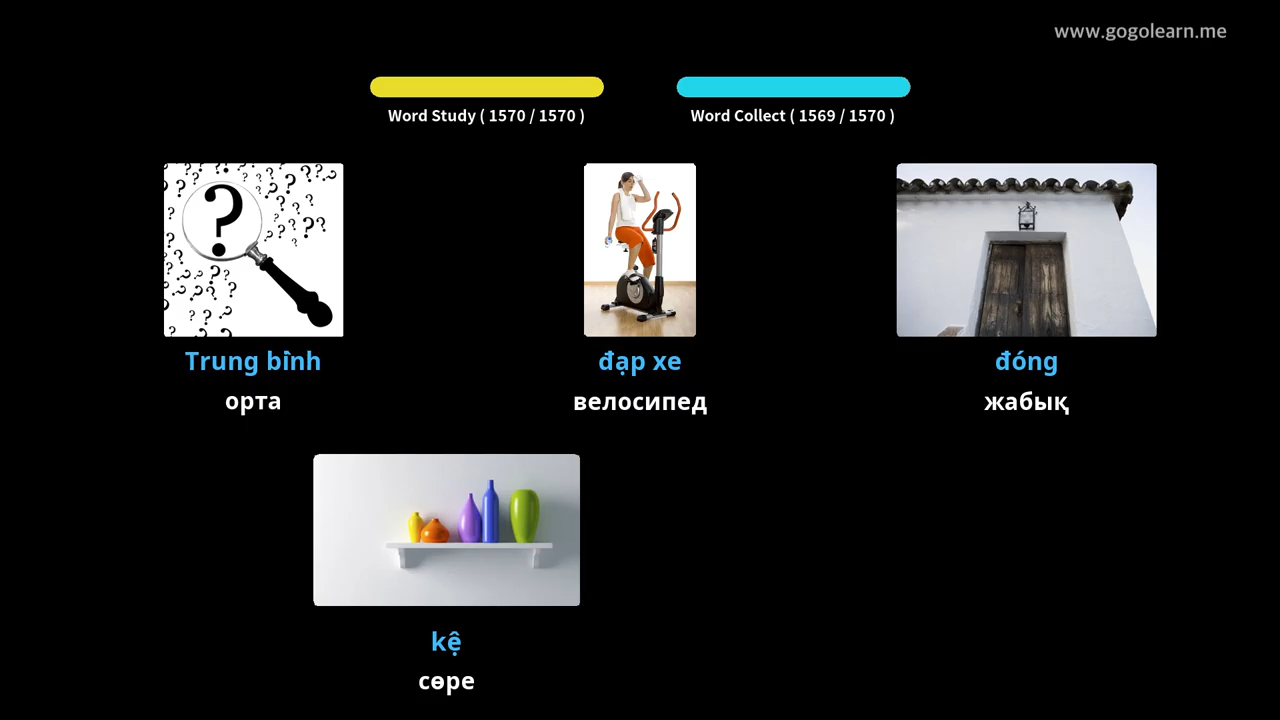 www.gogolearn.me
Word Study ( 1570 / 1570 )
Word Collect ( 1569 / 1570 )
Trung bình
орта
đạp xe
велосипед
đóng
жабық
kệ
сөре